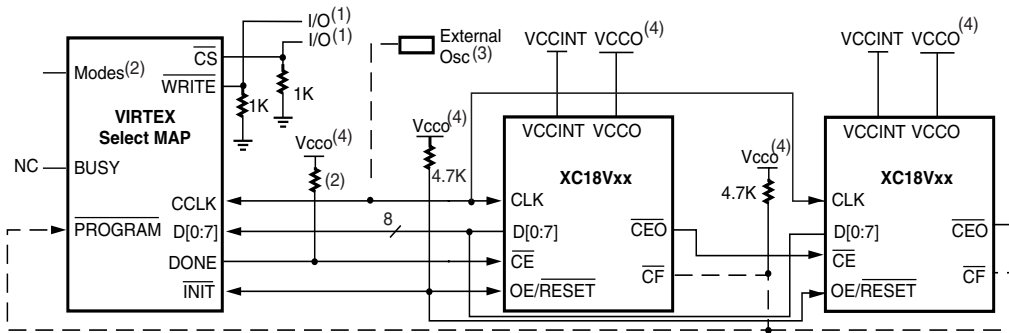 I/O(1)
I/O(1)
External
Osc(3)
VCCINT VCCO(4)
VCCINT VCCO(4)
CS
Modes(2)
WRITE
1K
1K
VIRTEX
Select MAP
Vcco(4)
Vcco(4)
VCCINT VCCO
VCCINT VCCO
NC
BUSY
(2)
4.7K
XC18Vxx
Vcco(4)
4.7K
XC18Vxx
CCLK
CLK
CLK
PROGRAM
D[0:7]
8
D[0:7]
CEO
D[0:7]
CEO
DONE
CE
CF
CE
CF
INIT
OE/RESET
OE/RESET